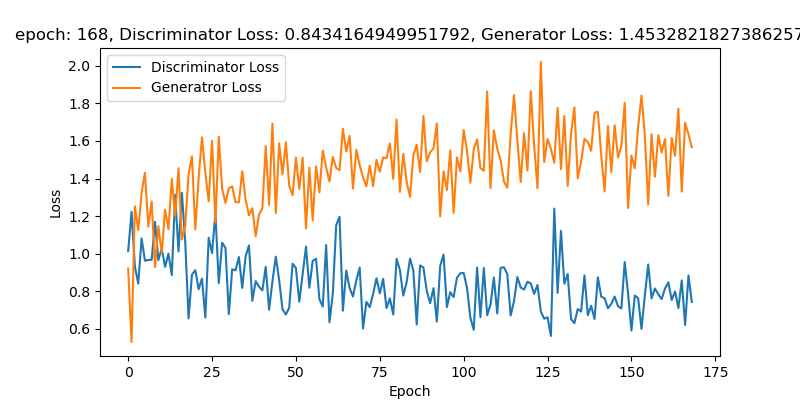 epoch: 168, Discriminator Loss: 0.8434164949951792, Generator Loss: 1.4532821827386257
Discriminator Loss
Generatror Loss
2.0
1.8
1.6
1.4
1.2
1.0
0.8
0.6
Loss
0 25 50 75 100 125 150 175
Epoch